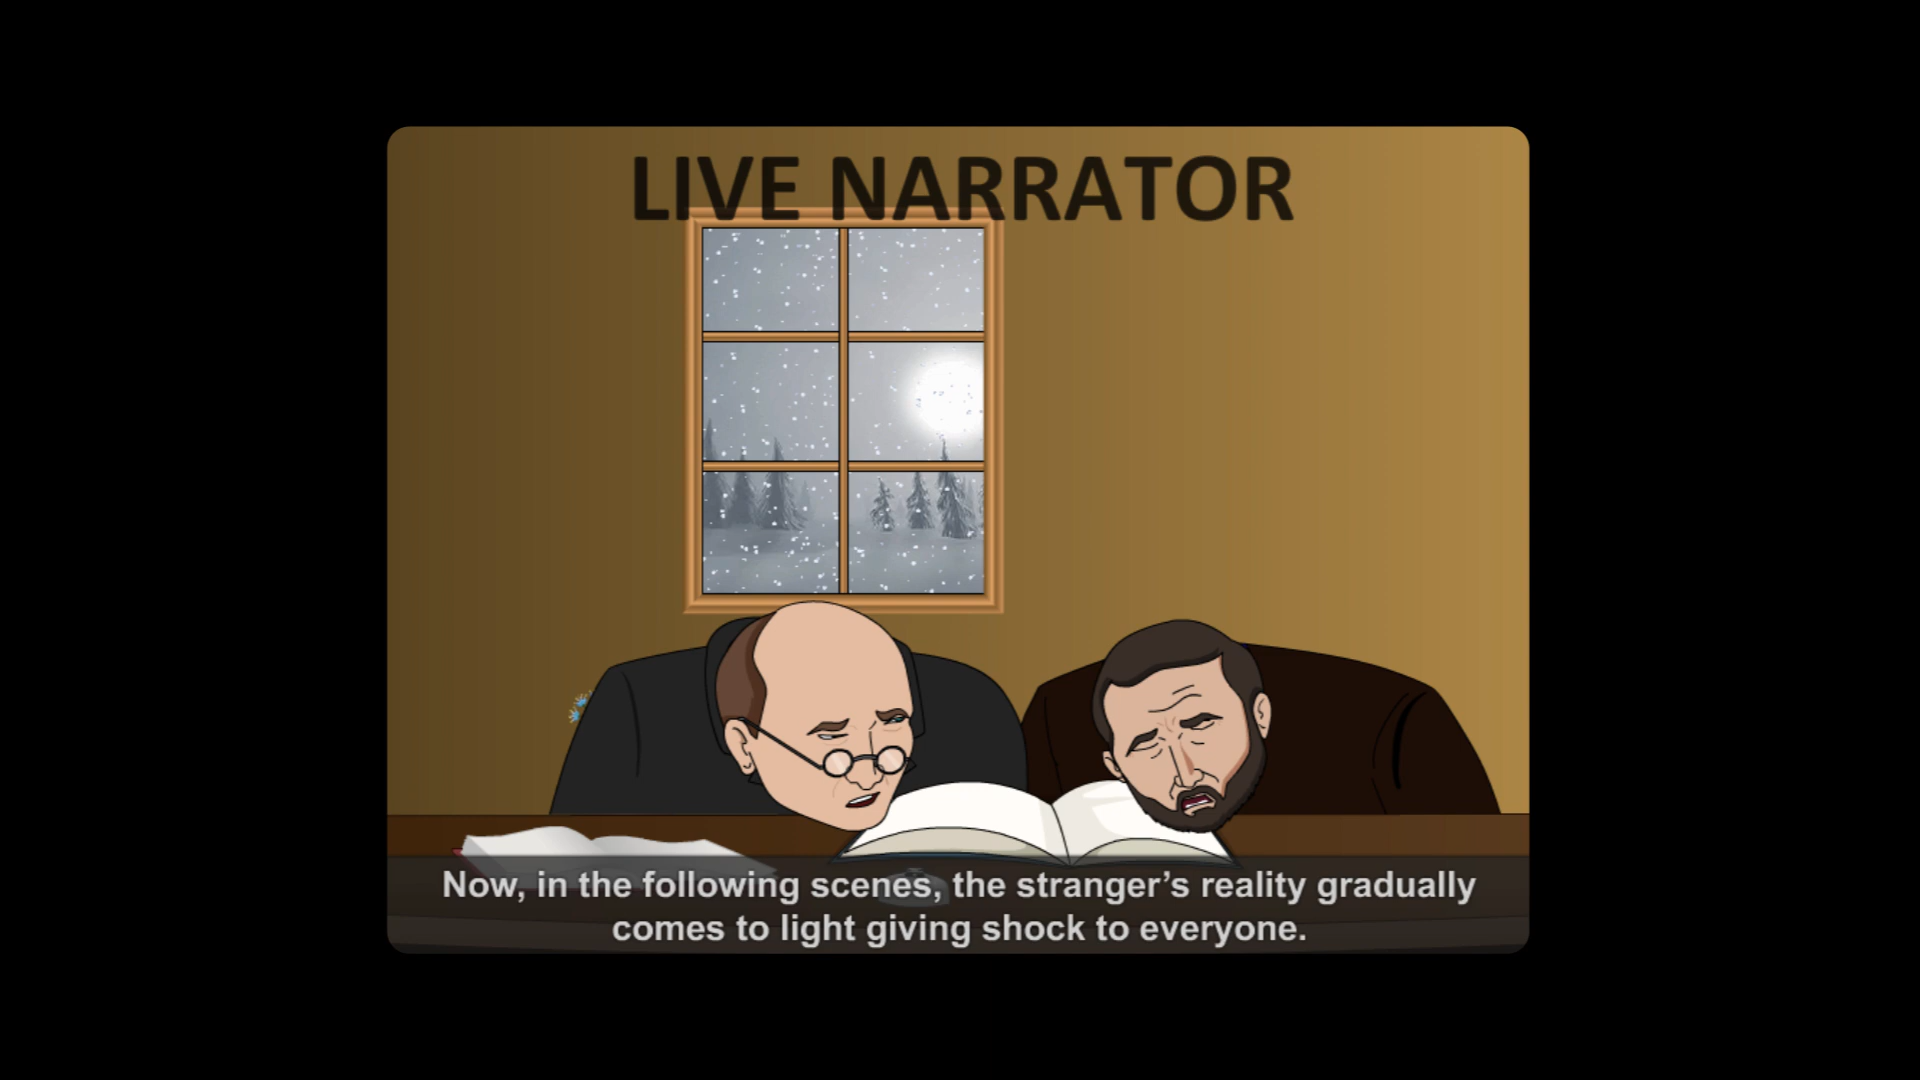 LIVE NARRATOR
Now, in the following scenes, the stranger’s reality gradually
comes to light giving shock to everyone.